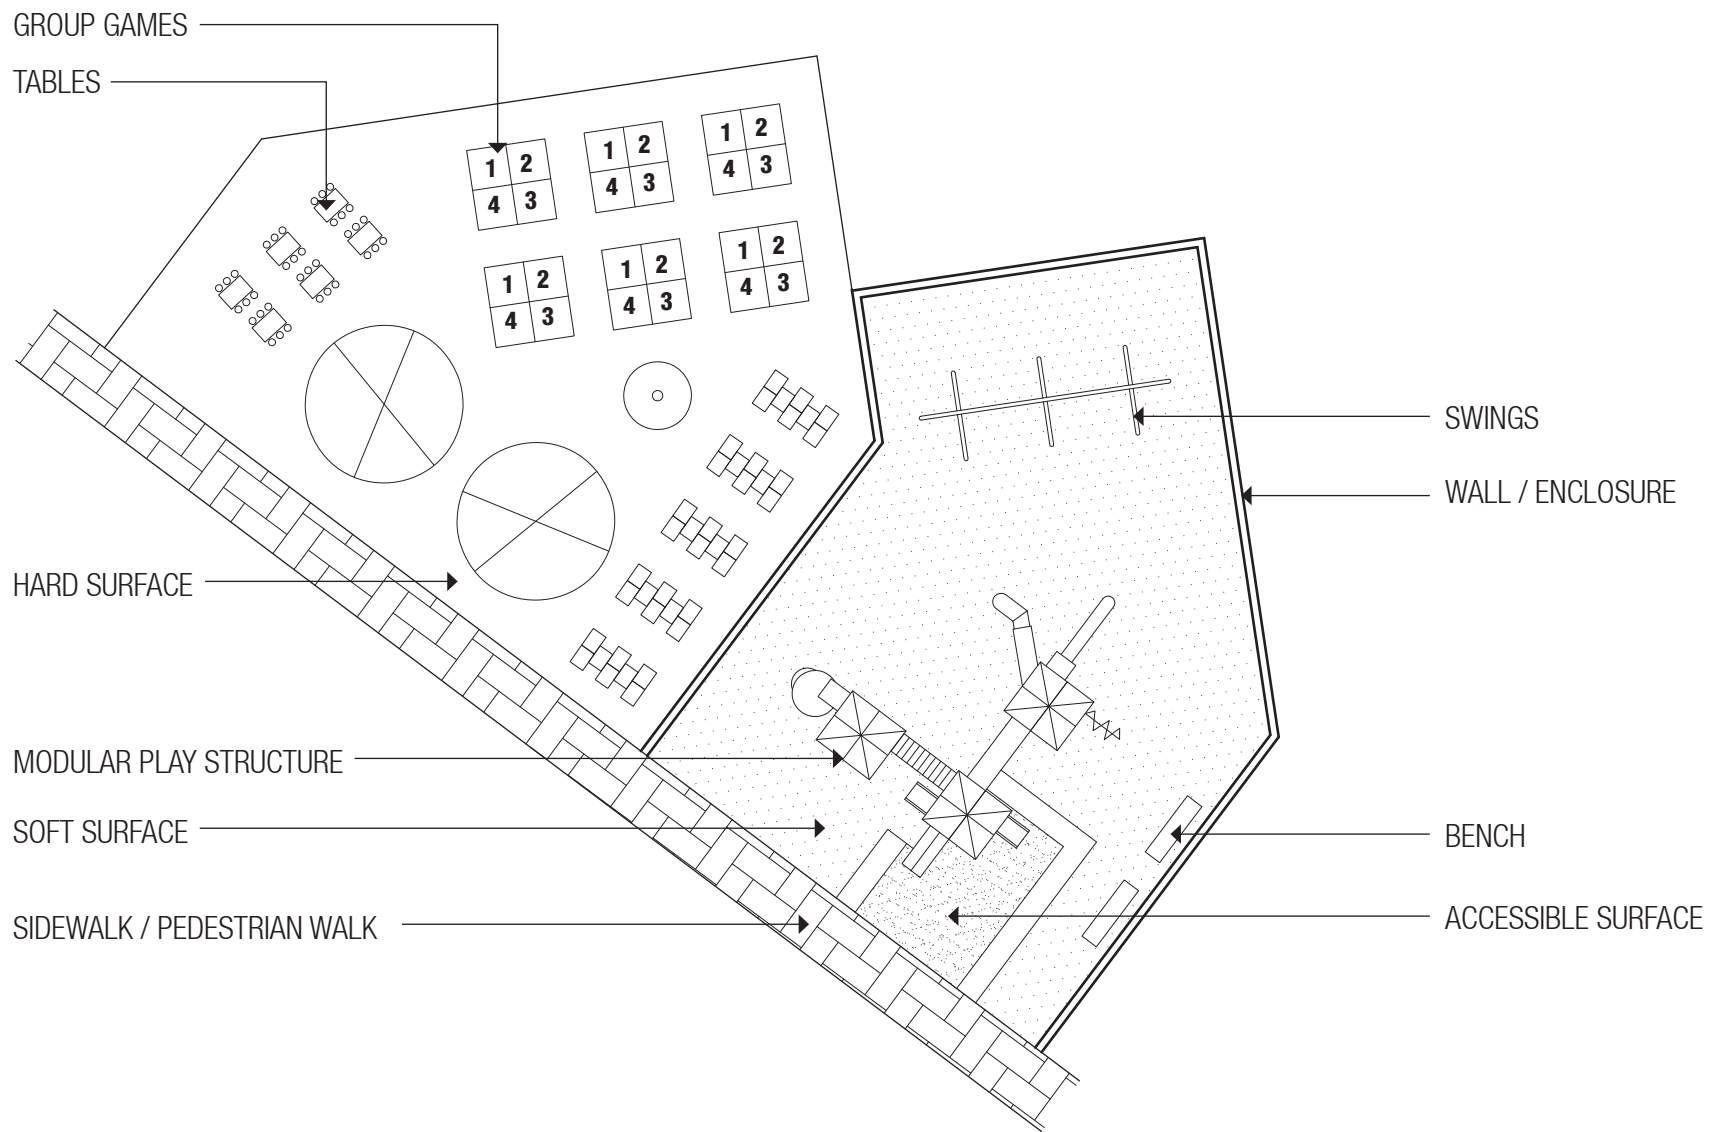 GROUP GAMES
TABLES
1 2
4 3
1 2
4 3
1 2
4 3
1 2
4 3
1 2
4 3
1 2
4 3
SWINGS
WALL / ENCLOSURE
HARD SURFACE
MODULAR PLAY STRUCTURE
SOFT SURFACE
BENCH
SIDEWALK / PEDESTRIAN WALK
ACCESSIBLE SURFACE